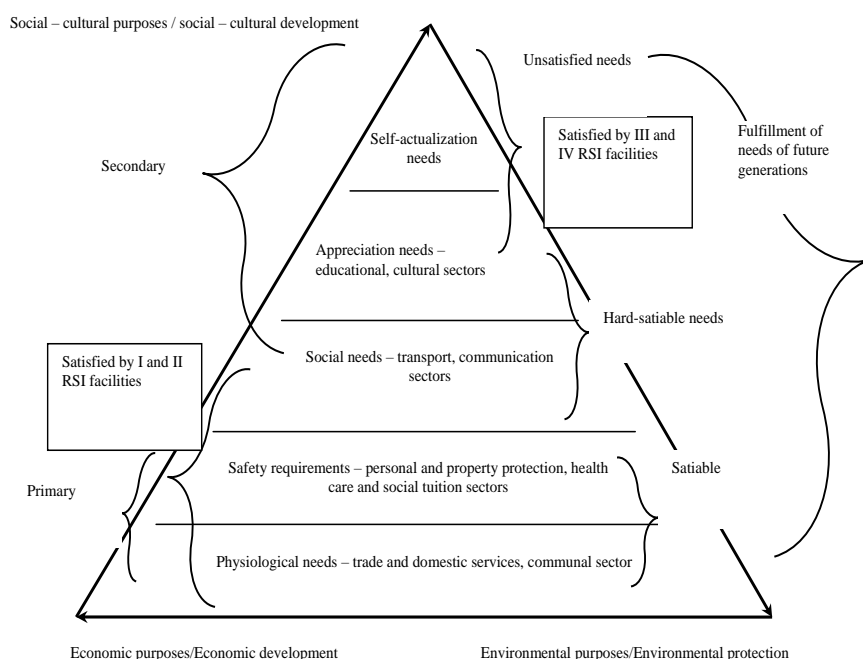 Social – cultural purposes / social – cultural development
Unsatisfied needs
Self-actualization
needs
Satisfied by III and
IV RSI facilities
Fulfillment of
needs of future
generations
Secondary
Appreciation needs –
educational, cultural sectors
Hard-satiable needs
Social needs – transport, communication
sectors
Satisfied by I and II
RSI facilities
Safety requirements – personal and property protection, health
care and social tuition sectors
Satiable
Primary
Physiological needs – trade and domestic services, communal sector
Economic purposes/Economic development
Environmental purposes/Environmental protection